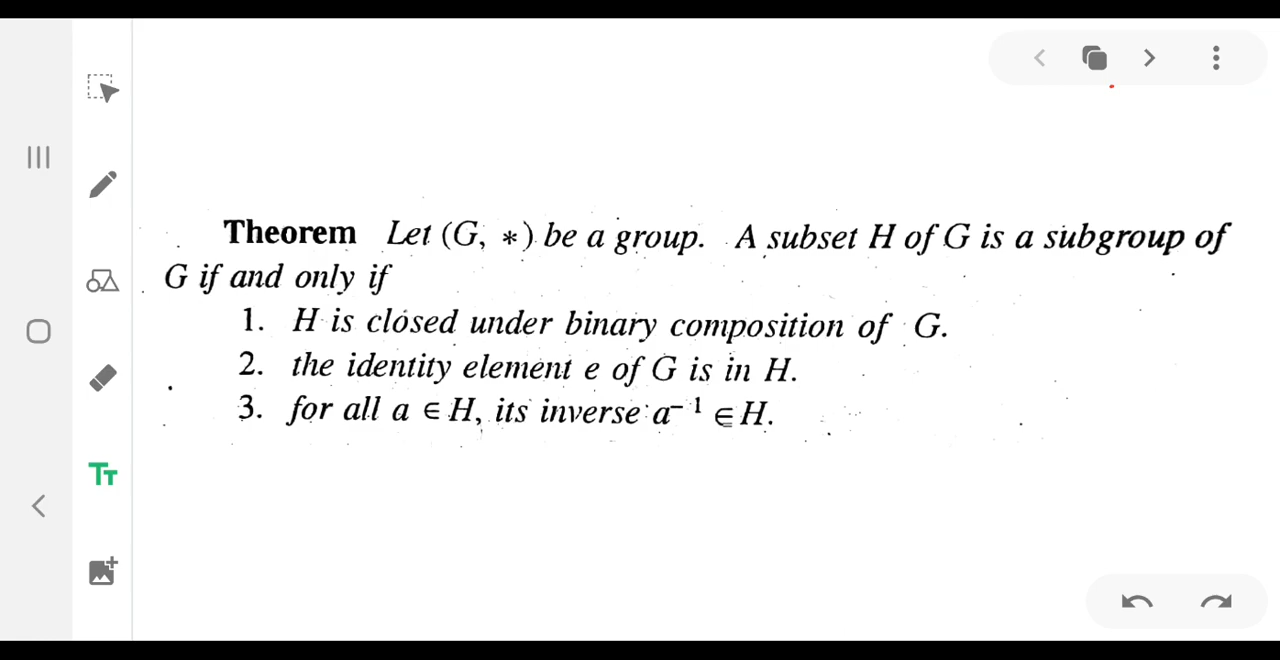 Theorem Let (G, *) be a group. A subset H of G is a subgroup of
G if and only if
1. H is closed under binary composition of G.
2. the identity element e of G is in H.
3. for all a ∈ H, its inverse a⁻¹ ∈ H.
TT